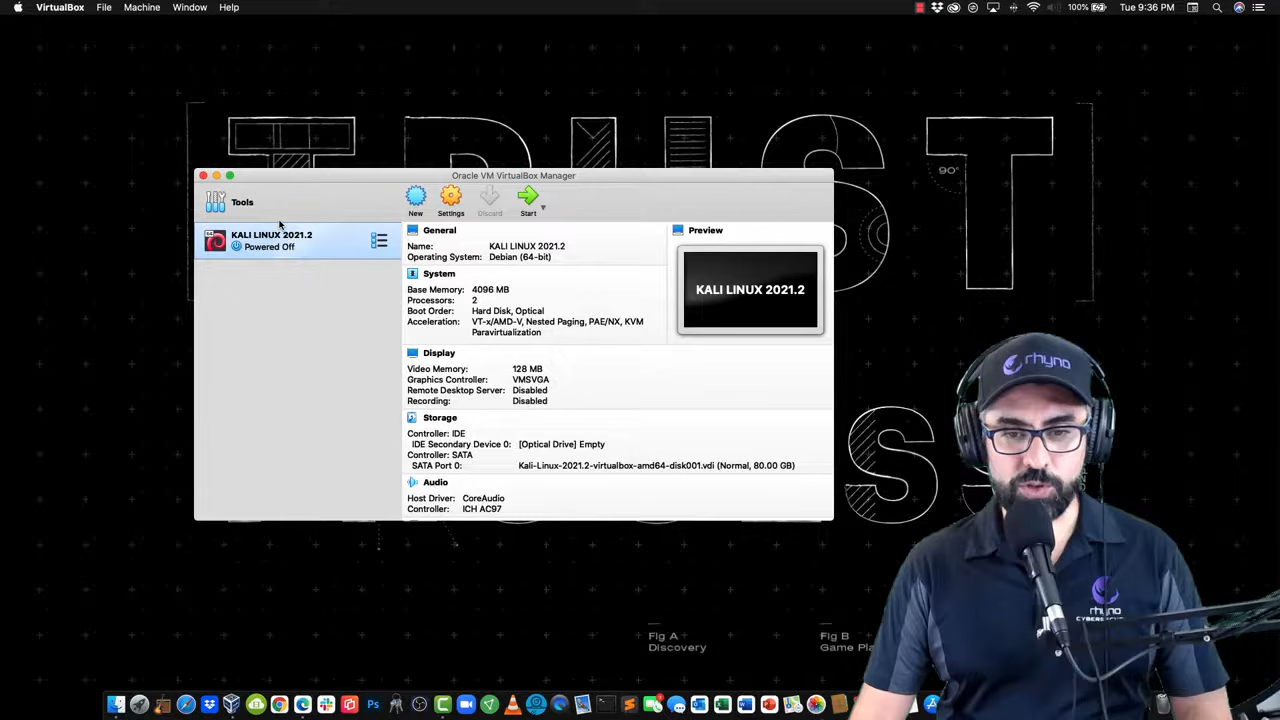 VirtualBox File Machine Window Help 100% Tue 9:36 PM
TRUST
90°
Oracle VM VirtualBox Manager
Tools
New Settings Discard Start
KALI LINUX 2021.2
Powered Off
64
General
Name: KALI LINUX 2021.2
Operating System: Debian (64-bit)
System
Base Memory: 4096 MB
Processors: 2
Boot Order: Hard Disk, Optical
Acceleration: VT-x/AMD-V, Nested Paging, PAE/NX, KVM
Paravirtualization
Display
Video Memory: 128 MB
Graphics Controller: VMSVGA
Remote Desktop Server: Disabled
Recording: Disabled
Storage
Controller: IDE
IDE Secondary Device 0: [Optical Drive] Empty
Controller: SATA
SATA Port 0: Kali-Linux-2021.2-virtualbox-amd64-disk001.vdi (Normal, 80.00 GB)
Audio
Host Driver: CoreAudio
Controller: ICH AC97
Preview
KALI LINUX 2021.2
rhyno
rhyno
Fig A
Discovery
Fig B
Ps